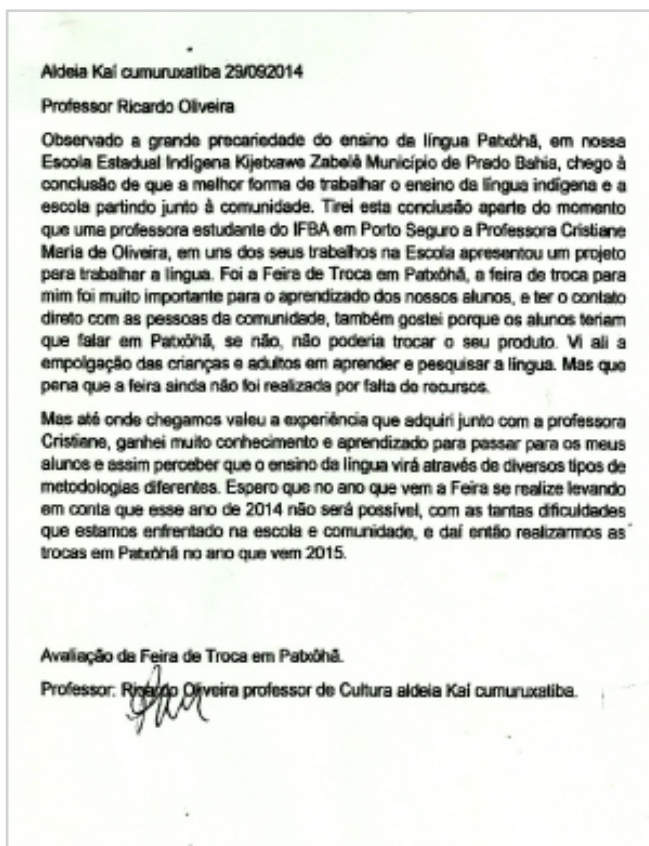 Aldeia Kaí cumuruxatiba 29/092014
Professor Ricardo Oliveira
Observado a grande precariedade do ensino da língua Patxôhã, em nossa
Escola Estadual Indígena Kijetxawe Zabelê Município de Prado Bahia, chego à
conclusão de que a melhor forma de trabalhar o ensino da língua indígena e a
escola partindo junto à comunidade. Tirei esta conclusão aparte do momento
que uma professora estudante do IFBA em Porto Seguro a Professora Cristiane
Maria de Oliveira, em uns dos seus trabalhos na Escola apresentou um projeto
para trabalhar a língua. Foi a Feira de Troca em Patxôhã, a feira de troca para
mim foi muito importante para o aprendizado dos nossos alunos, e ter o contato
direto com as pessoas da comunidade, também gostei porque os alunos teriam
que falar em Patxôhã, se não, não poderia trocar o seu produto. Vi ali a
empolgação das crianças e adultos em aprender e pesquisar a língua. Mas que
pena que a feira ainda não foi realizada por falta de recursos.
Mas até onde chegamos valeu a experiência que adquiri junto com a professora
Cristiane, ganhei muito conhecimento e aprendizado para passar para os meus
alunos e assim perceber que o ensino da língua virá através de diversos tipos de
metodologias diferentes. Espero que no ano que vem a Feira se realize levando
em conta que esse ano de 2014 não será possível, com as tantas dificuldades
que estamos enfrentado na escola e comunidade, e daí então realizarmos as
trocas em Patxôhã no ano que vem 2015.
Avaliação da Feira de Troca em Patxôhã.
Professor: Ricardo Oliveira professor de Cultura aldeia Kaí cumuruxatiba.